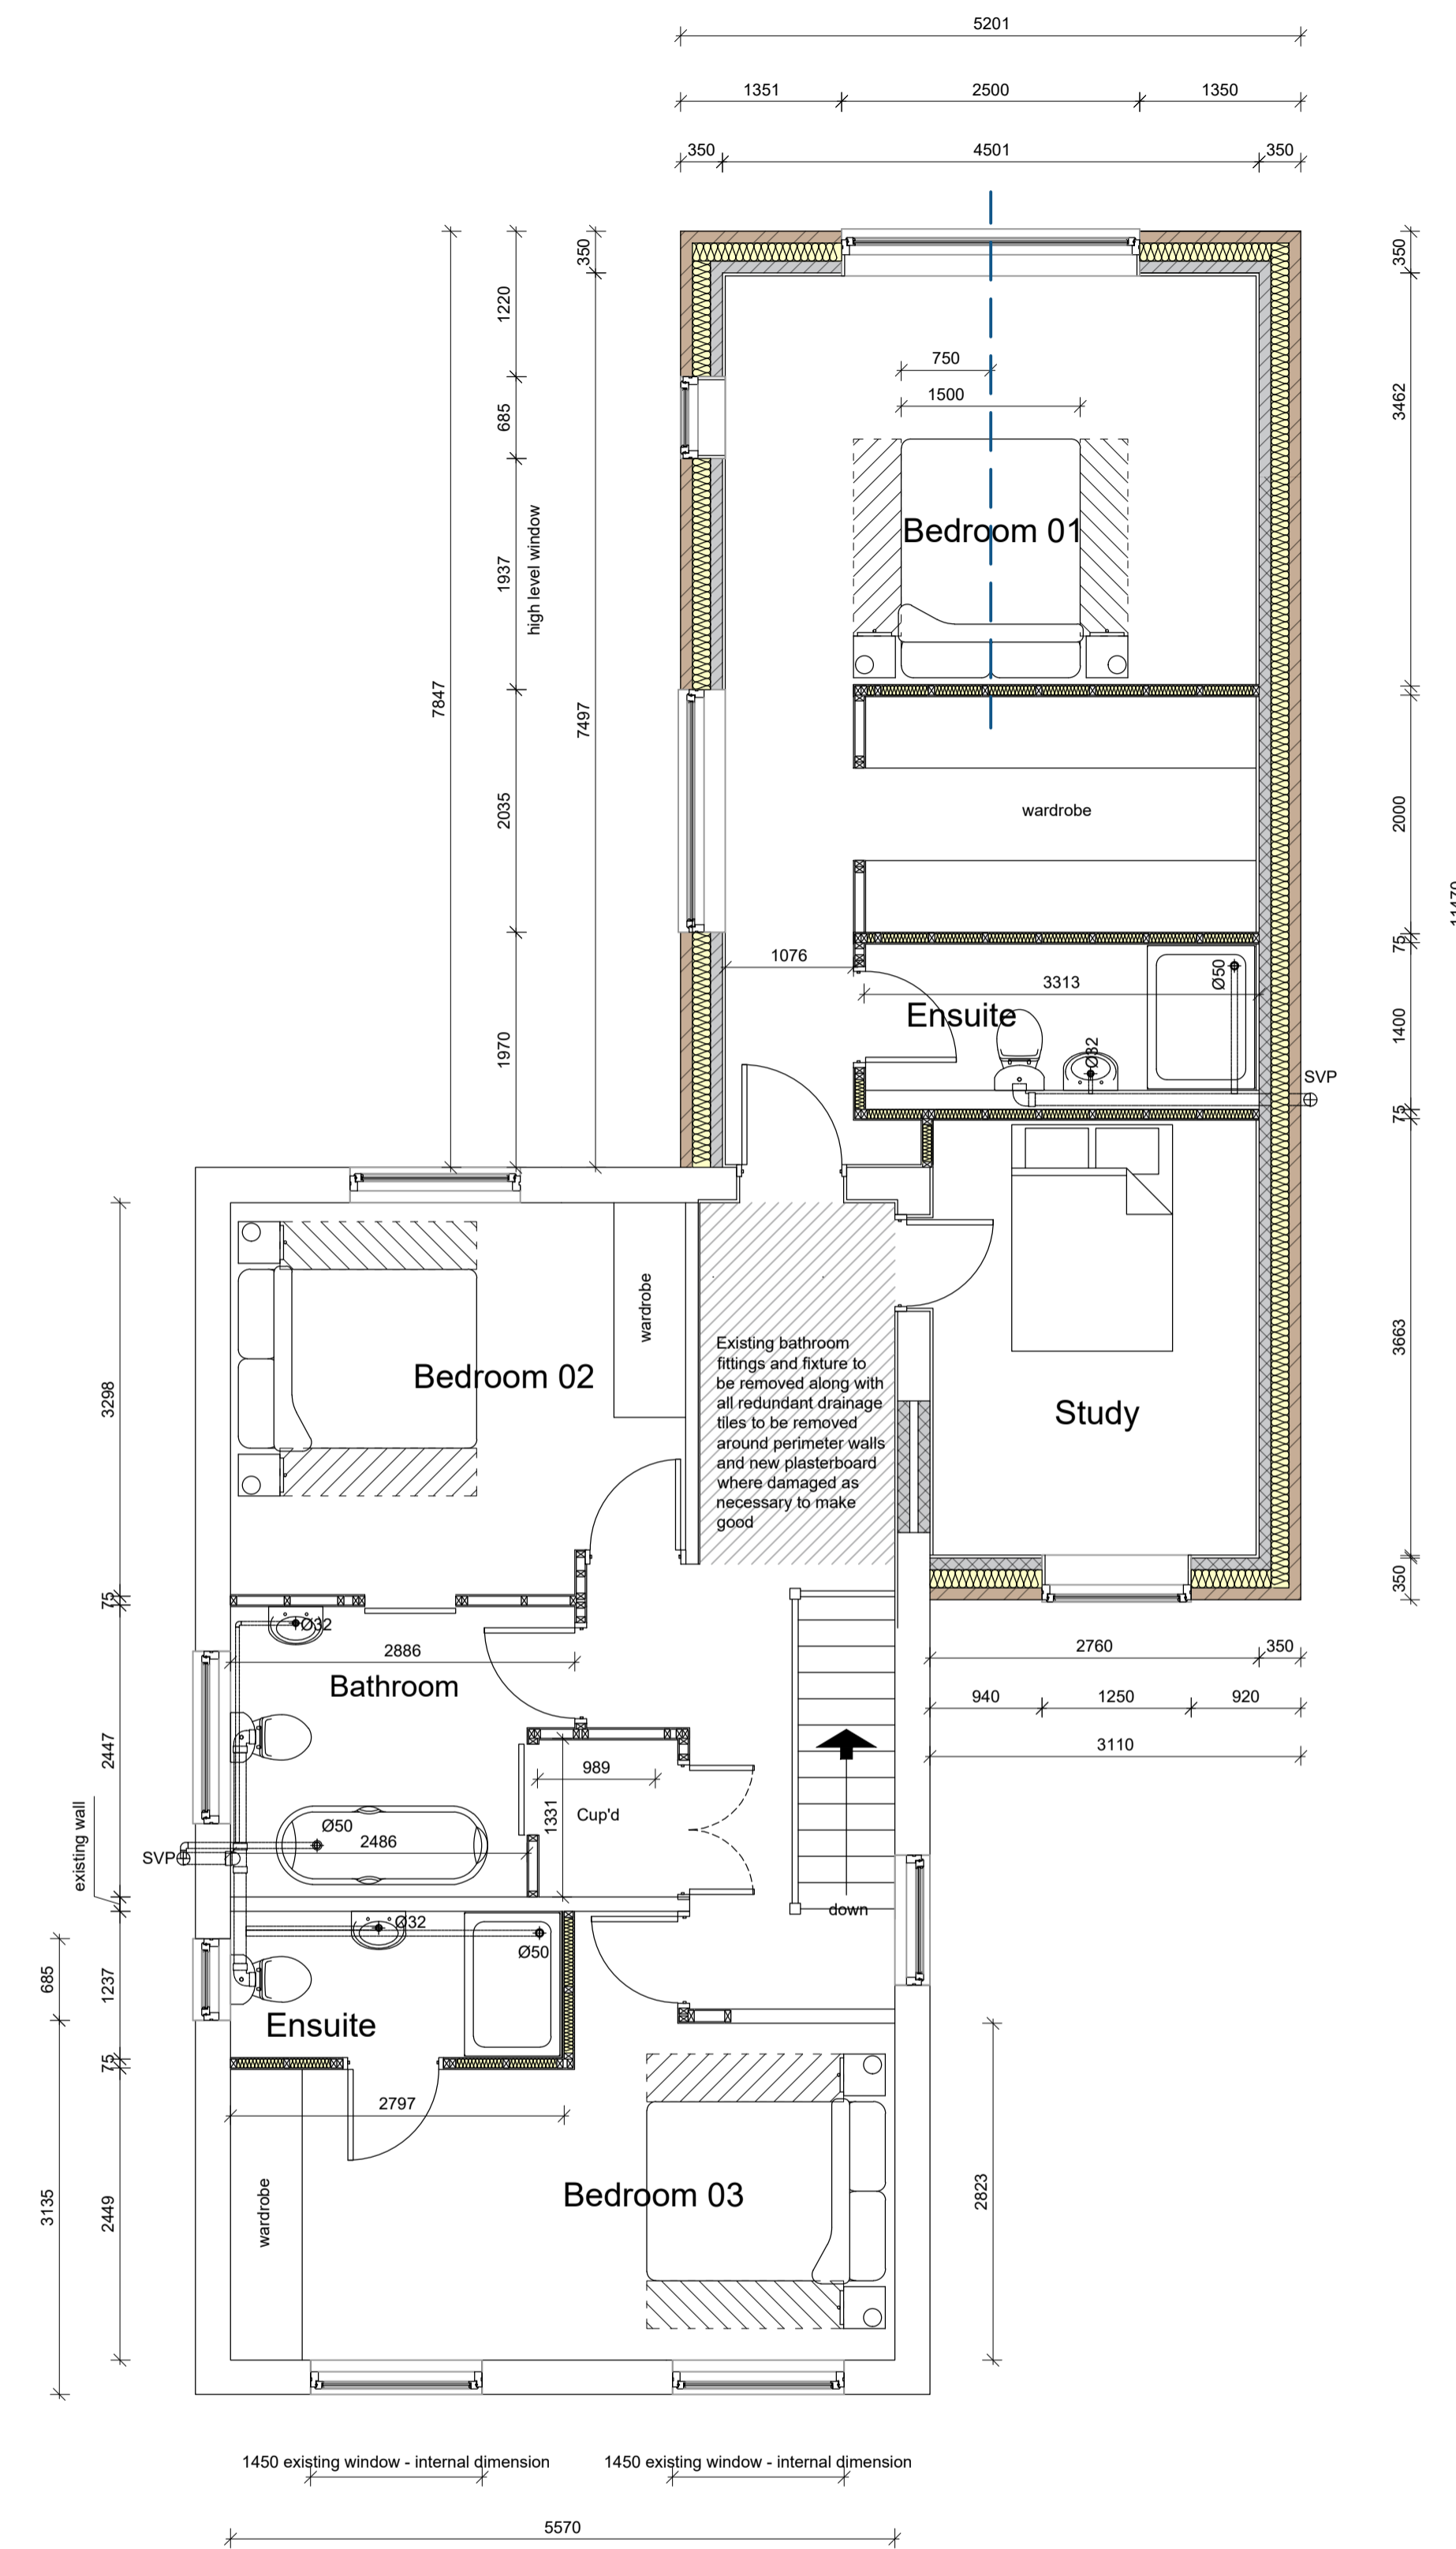 5201
1351 2500 1350
350 4501 350
350
350
1220
750
1500
3462
685
high level window
1937
Bedroom 01
7847
7497
2035
wardrobe
2000
11470
75
1076
3313
Ø50
Ensuite
Ø32
1970
1400
SVP
75
wardrobe
Existing bathroom
fittings and fixture to
be removed along with
all redundant drainage
tiles to be removed
around perimeter walls
and new plasterboard
where damaged as
necessary to make
good
3663
Bedroom 02
Study
3298
350
75
Ø32
2886
2760 350
Bathroom
940 1250 920
2447
3110
989
1331
Cup'd
existing wall
Ø50
2486
SVP
down
Ø32
Ø50
685
1237
Ensuite
75
2797
Bedroom 03
wardrobe
3135
2449
2823
1450 existing window - internal dimension 1450 existing window - internal dimension
5570